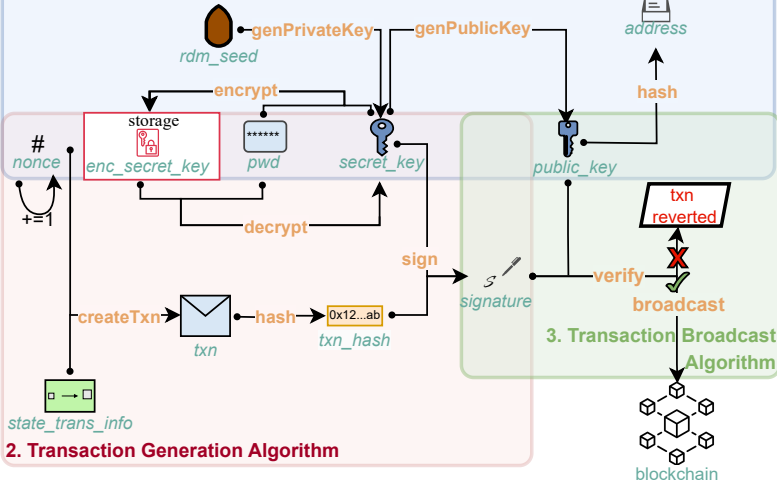 rdm_seed
genPrivateKey
genPublicKey
address
encrypt
hash
storage
#
nonce
enc_secret_key
******
pwd
secret_key
public_key
+=1
decrypt
txn
reverted
sign
signature
verify
broadcast
createTxn
txn
hash
0x12...ab
txn_hash
3. Transaction Broadcast
Algorithm
state_trans_info
2. Transaction Generation Algorithm
blockchain